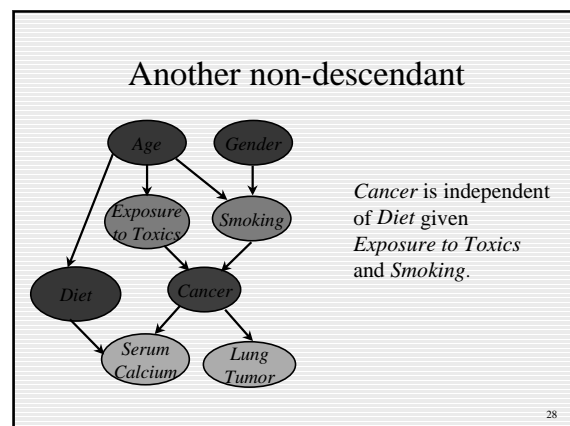 Another non-descendant
Age
Gender
Exposure
to Toxics
Smoking
Cancer is independent
of Diet given
Exposure to Toxics
and Smoking.
Diet
Cancer
Serum
Calcium
Lung
Tumor
28